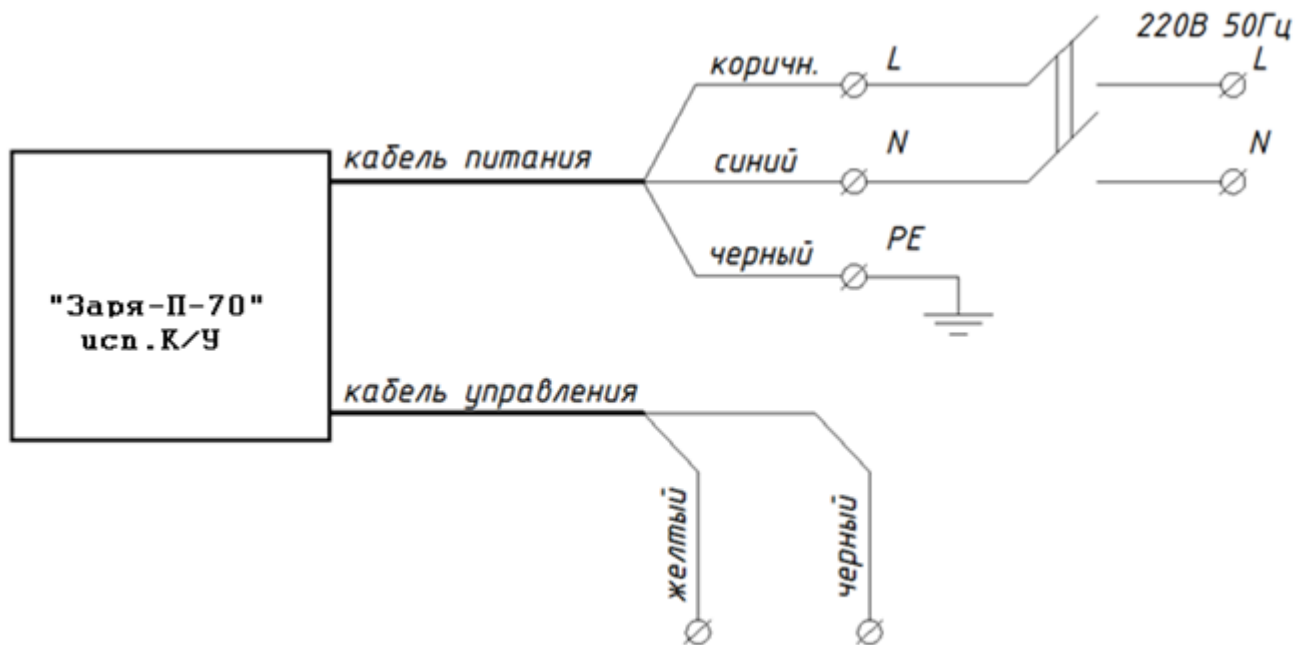 220В 50Гц
коричн. L L
кабель питания синий N N
черный PE
"Заря-П-70"
исп.К/У
кабель управления
желтый
черный